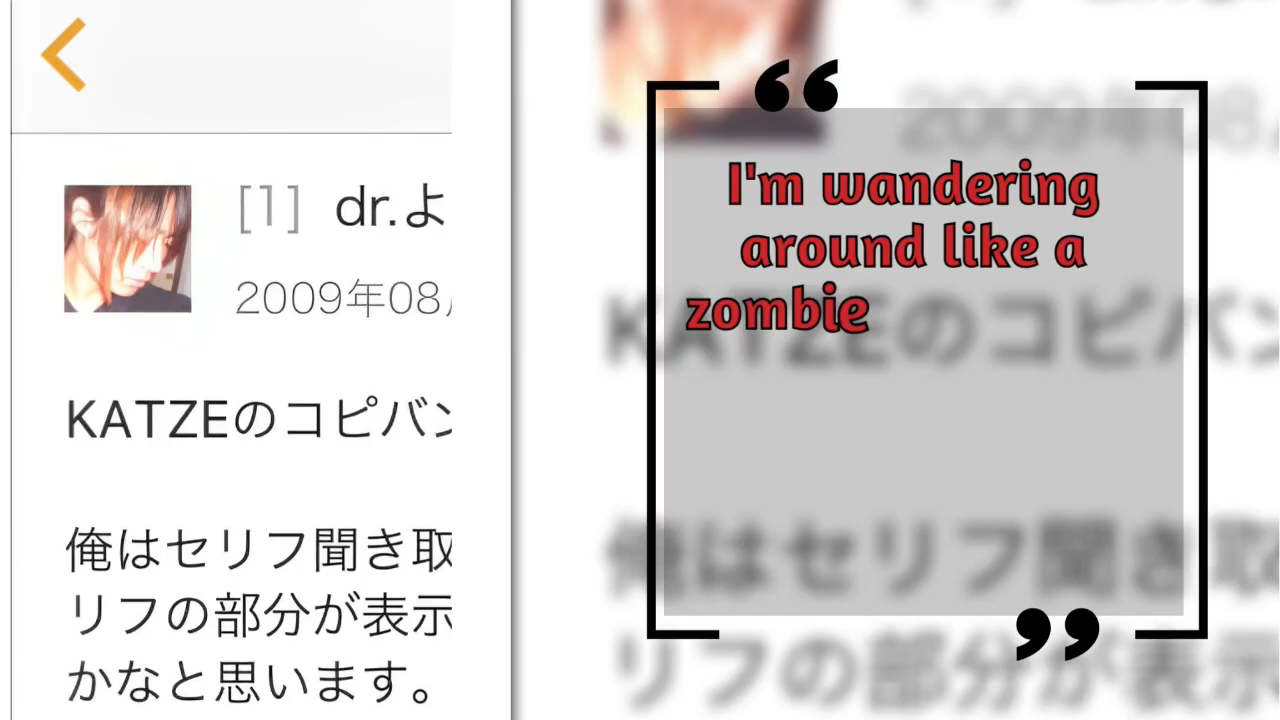 [1] dr.よ
2009年08
KATZEのコピバン
俺はセリフ聞き取
リフの部分が表示
かなと思います。
I'm wandering
around like a
zombie